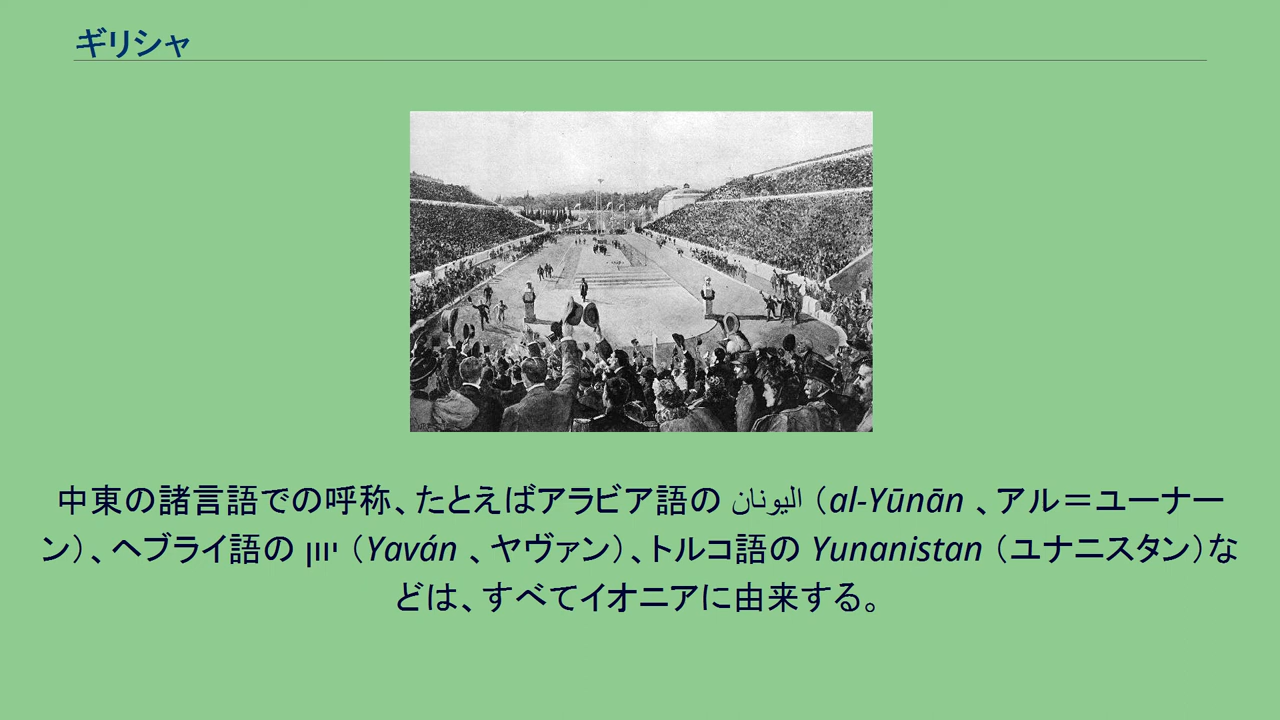 ギリシャ
中東の諸言語での呼称、たとえばアラビア語の اليونان （al-Yūnān 、アル＝ユーナー
ン）、ヘブライ語の יוון （Yaván 、ヤヴァン）、トルコ語の Yunanistan （ユナニスタン）な
どは、すべてイオニアに由来する。